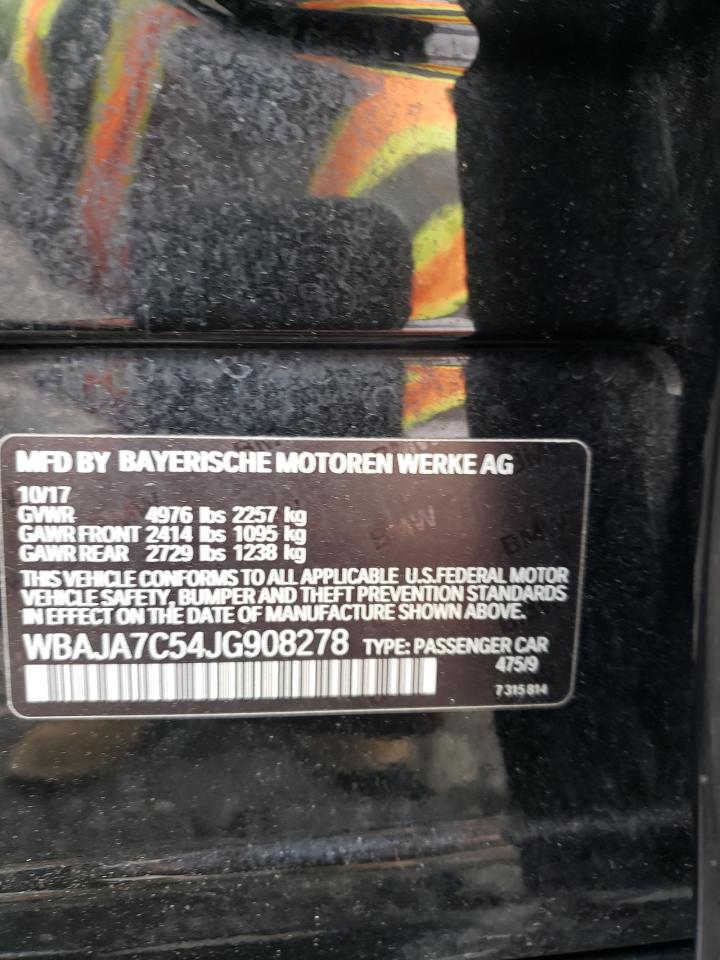 MFD BY BAYERISCHE MOTOREN WERKE AG
10/17
GVWR 4976 lbs 2257 kg
GAWR FRONT 2414 lbs 1095 kg
GAWR REAR 2729 lbs 1238 kg
THIS VEHICLE CONFORMS TO ALL APPLICABLE U.S.FEDERAL MOTOR
VEHICLE SAFETY, BUMPER AND THEFT PREVENTION STANDARDS
IN EFFECT ON THE DATE OF MANUFACTURE SHOWN ABOVE.
WBAJA7C54JG908278 TYPE: PASSENGER CAR
475/9
7 315 814
BMW
BMW